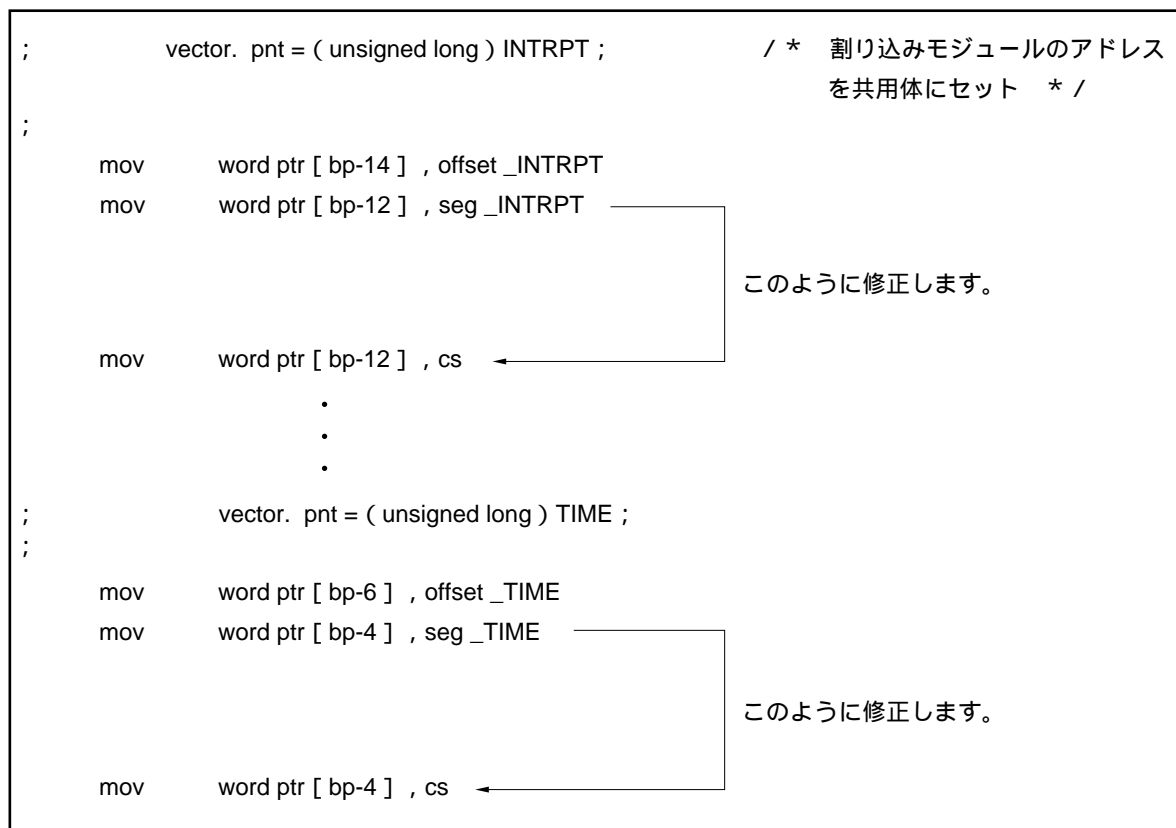 ; vector. pnt = ( unsigned long ) INTRPT ; / * 割り込みモジュールのアドレス
を共用体にセット * /
;
mov word ptr [ bp-14 ] , offset _INTRPT
mov word ptr [ bp-12 ] , seg _INTRPT
このように修正します。
mov word ptr [ bp-12 ] , cs
・
・
・
; vector. pnt = ( unsigned long ) TIME ;
;
mov word ptr [ bp-6 ] , offset _TIME
mov word ptr [ bp-4 ] , seg _TIME
このように修正します。
mov word ptr [ bp-4 ] , cs